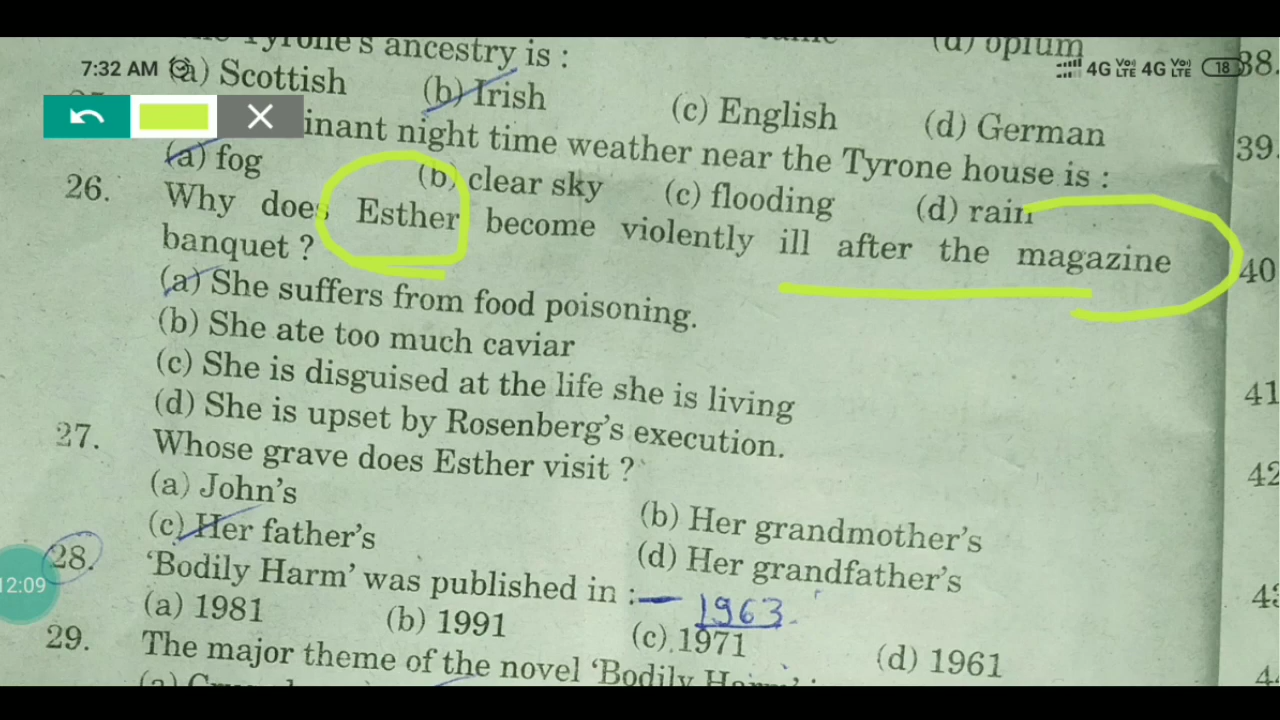 Tyrone's ancestry is :
(d) opium
38.
7:32 AM
4G Vo) LTE 4G Vo) LTE 18
(a) Scottish (b) Irish (c) English (d) German
39.
inant night time weather near the Tyrone house is :
(a) fog (b) clear sky (c) flooding (d) rain
26. Why does Esther become violently ill after the magazine
banquet ?
40
(a) She suffers from food poisoning.
(b) She ate too much caviar
(c) She is disguised at the life she is living
41
(d) She is upset by Rosenberg's execution.
27. Whose grave does Esther visit ?
42
(a) John's (b) Her grandmother's
(c) Her father's (d) Her grandfather's
28. 'Bodily Harm' was published in :- 1963.
12:09
(a) 1981 (b) 1991 (c) 1971 (d) 1961
29. The major theme of the novel 'Bodily